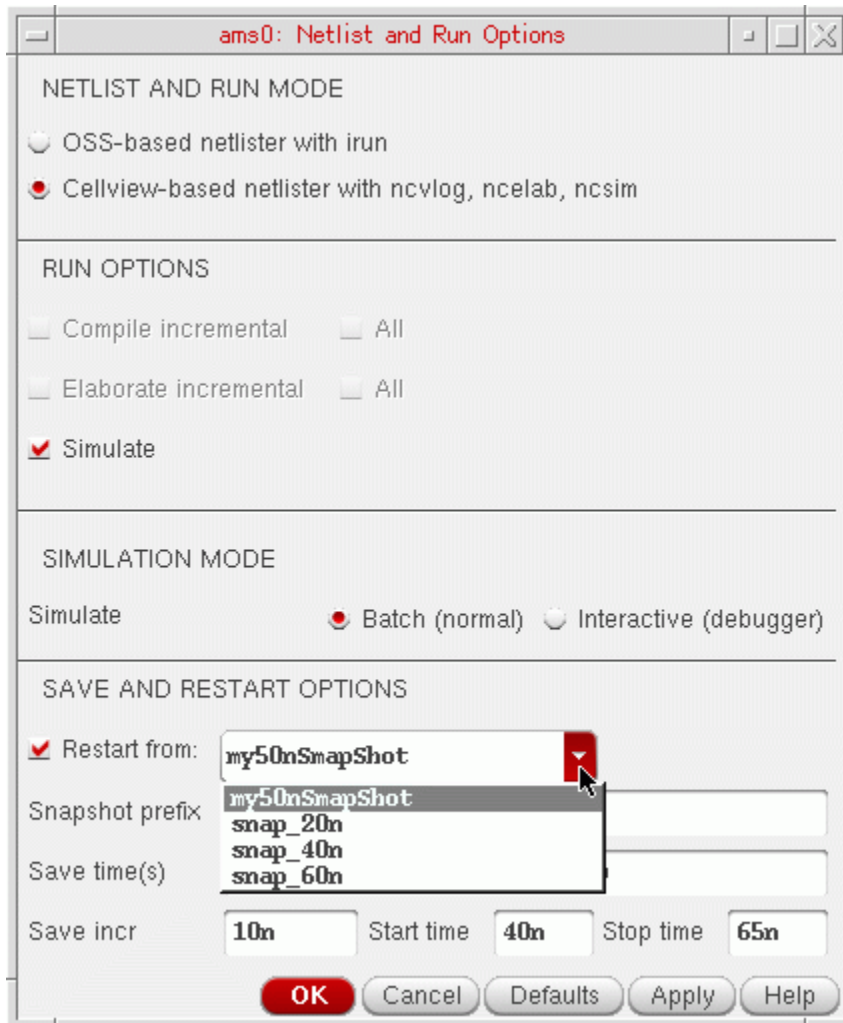 ams0: Netlist and Run Options
NETLIST AND RUN MODE
OSS-based netlister with irun
Cellview-based netlister with ncvlog, ncelab, ncsim
RUN OPTIONS
Compile incremental All
Elaborate incremental All
Simulate
SIMULATION MODE
Simulate Batch (normal) Interactive (debugger)
SAVE AND RESTART OPTIONS
Restart from: my50nSmapShot
my50nSmapShot
Snapshot prefix
snap_20n
snap_40n
Save time(s)
snap_60n
Save incr 10n Start time 40n Stop time 65n
OK Cancel Defaults Apply Help